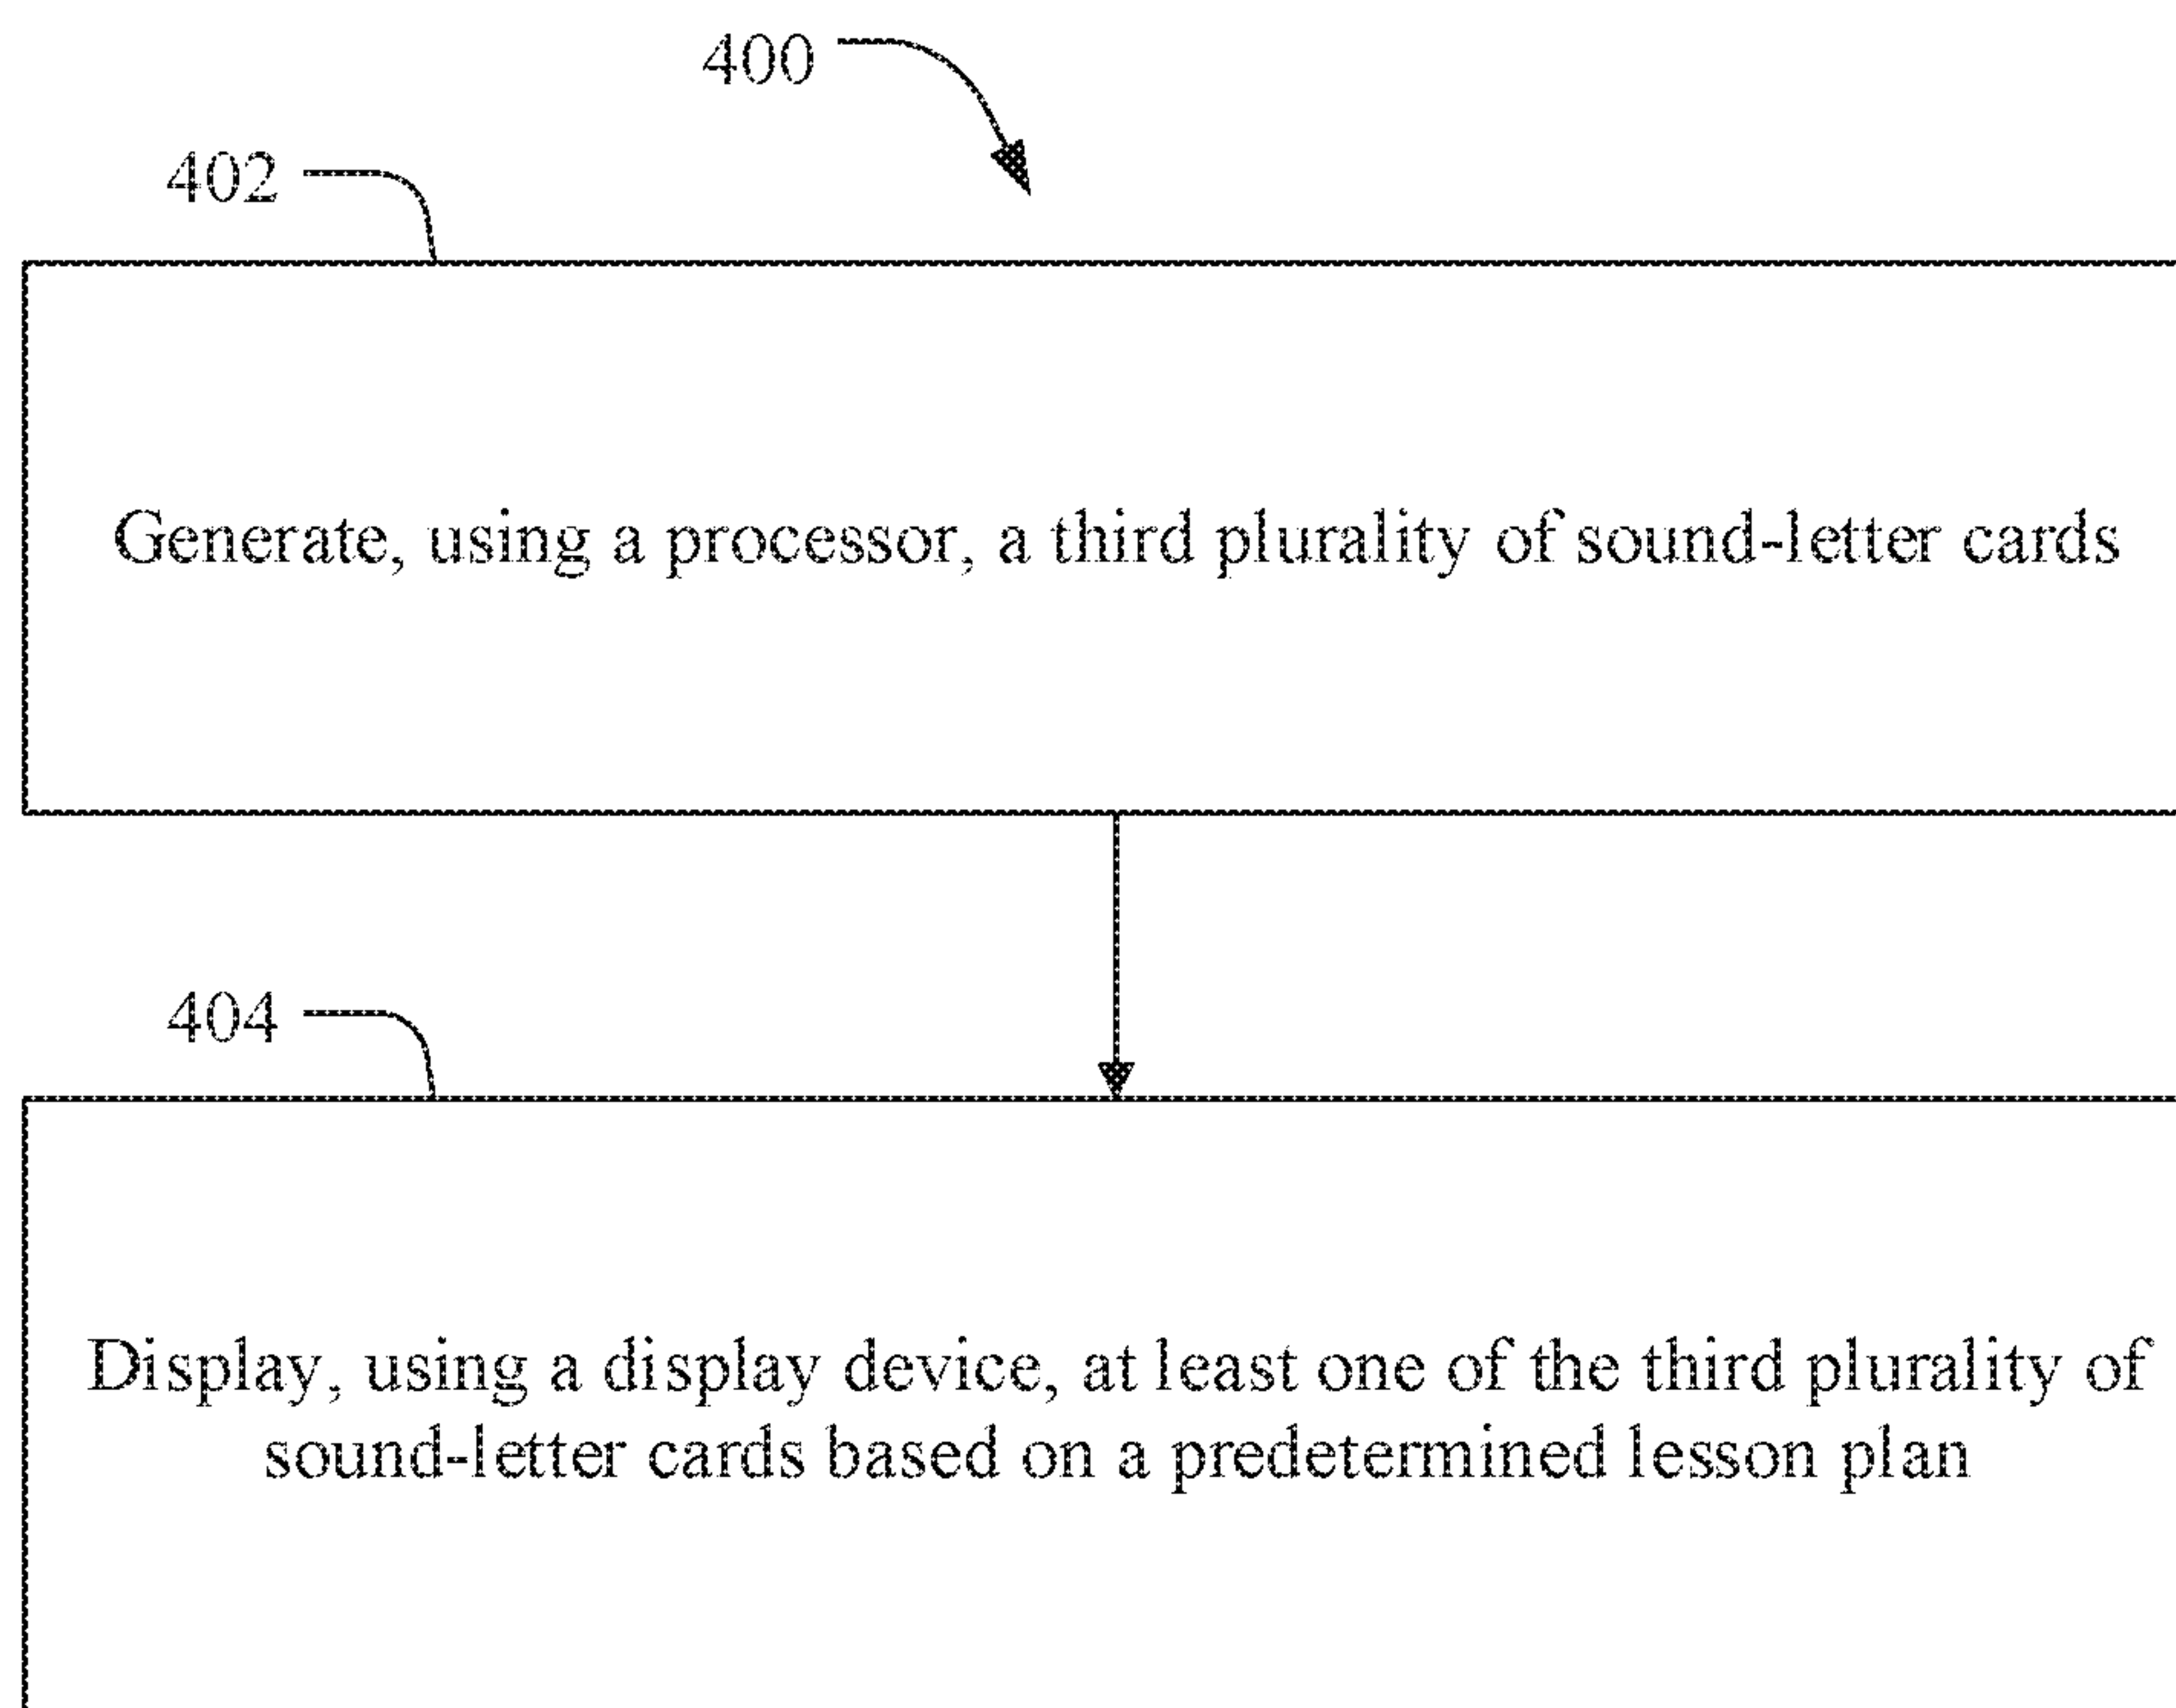 400
402
Generate, using a processor, a third plurality of sound-letter cards
404
Display, using a display device, at least one of the third plurality of
sound-letter cards based on a predetermined lesson plan